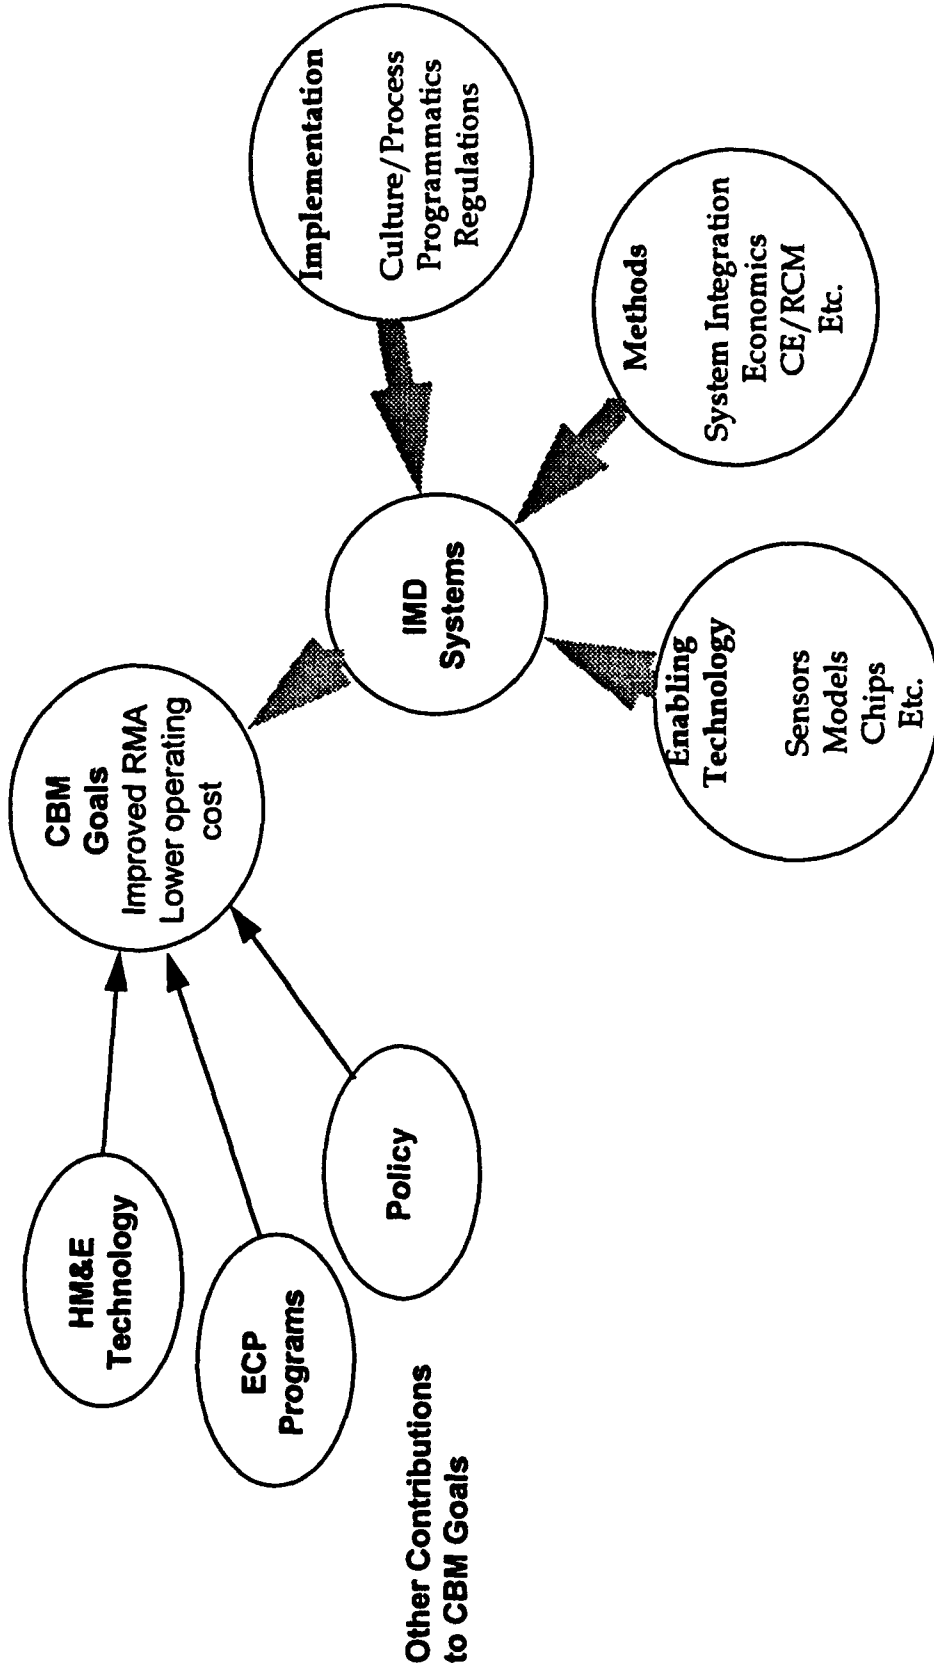 HM&E
Technology
ECP
Programs
Policy
Other Contributions
to CBM Goals
CBM
Goals
Improved RMA
Lower operating
cost
IMD
Systems
Enabling
Technology
Sensors
Models
Chips
Etc.
Methods
System Integration
Economics
CE/RCM
Etc.
Implementation
Culture/Process
Programmatics
Regulations